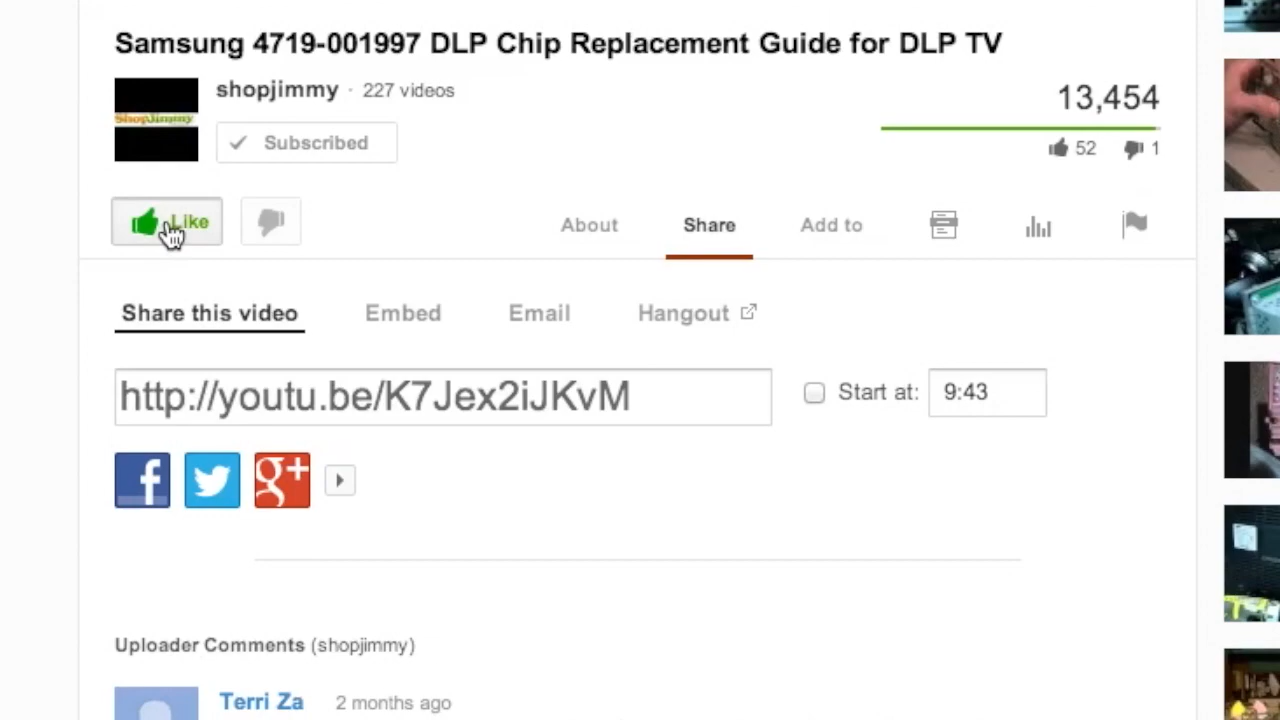 Samsung 4719-001997 DLP Chip Replacement Guide for DLP TV
ShopJimmy
shopjimmy · 227 videos
Subscribed
13,454
52 1
Like
About Share Add to
Share this video Embed Email Hangout
http://youtu.be/K7Jex2iJKvM
Start at: 9:43
f g+
Uploader Comments (shopjimmy)
Terri Za 2 months ago